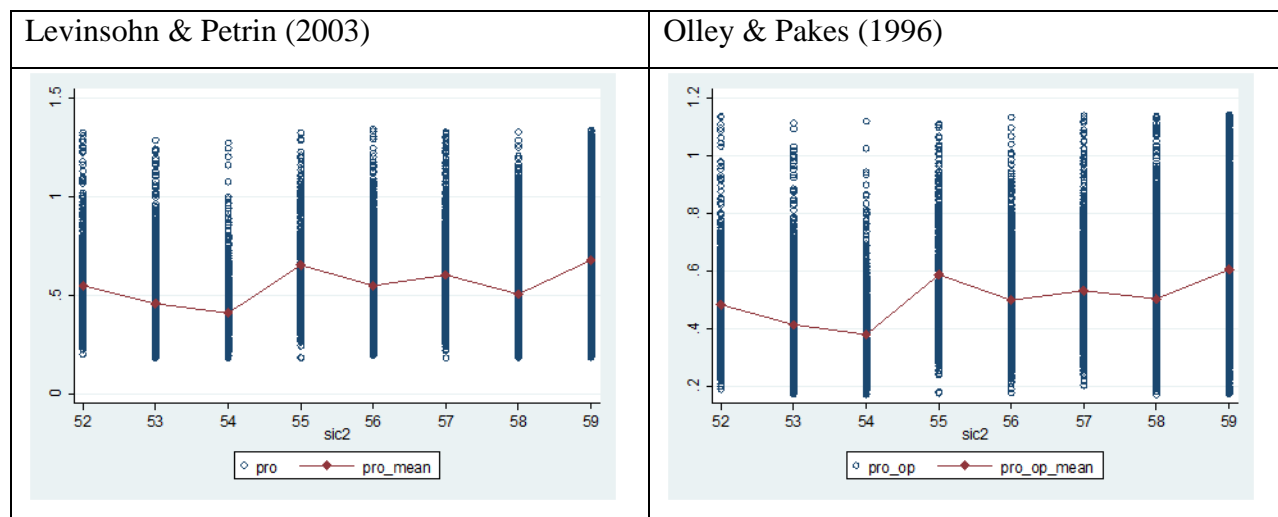 Levinsohn & Petrin (2003)
Olley & Pakes (1996)
1.5
1
.5
0
52 53 54 55 56 57 58 59
sic2
pro pro_mean
1.2
1
.8
.6
.4
.2
52 53 54 55 56 57 58 59
sic2
pro_op pro_op_mean